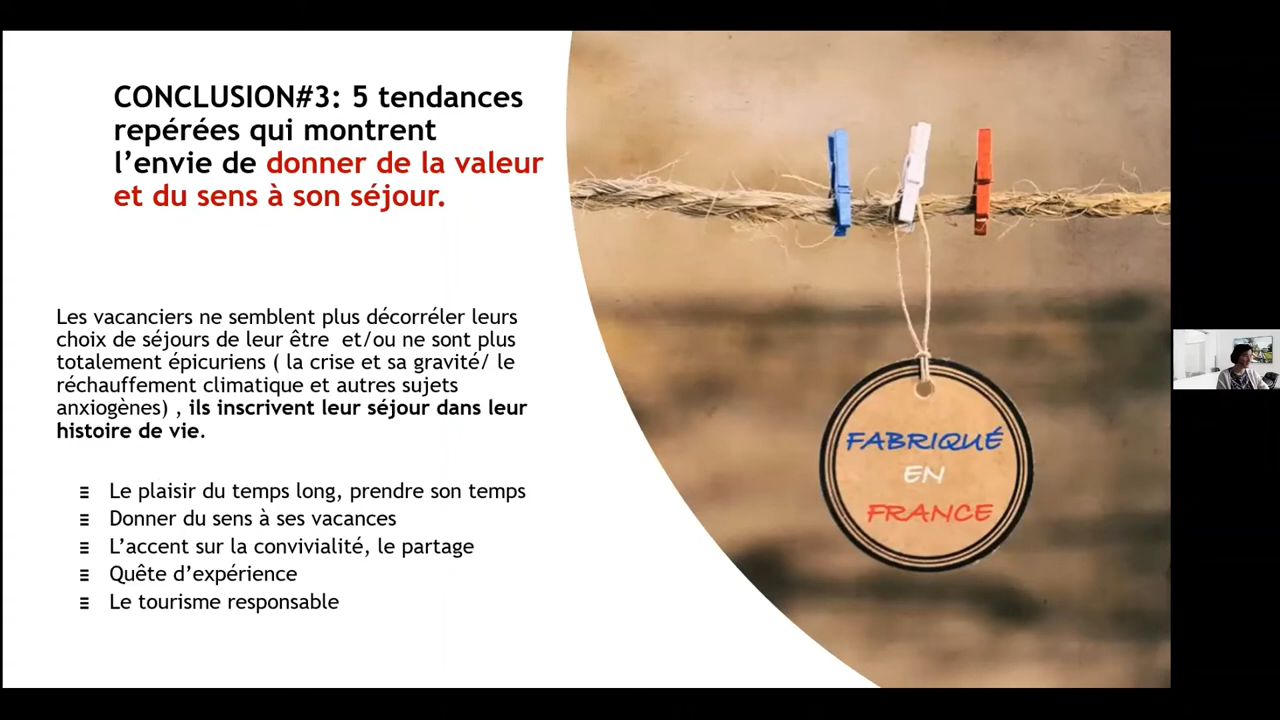 CONCLUSION#3: 5 tendances
repérées qui montrent
l’envie de donner de la valeur
et du sens à son séjour.
Les vacanciers ne semblent plus décorréler leurs
choix de séjours de leur être et/ou ne sont plus
totalement épicuriens ( la crise et sa gravité/ le
réchauffement climatique et autres sujets
anxiogènes) , ils inscrivent leur séjour dans leur
histoire de vie.
Le plaisir du temps long, prendre son temps
Donner du sens à ses vacances
L’accent sur la convivialité, le partage
Quête d’expérience
Le tourisme responsable
FABRIQUÉ
EN
FRANCE